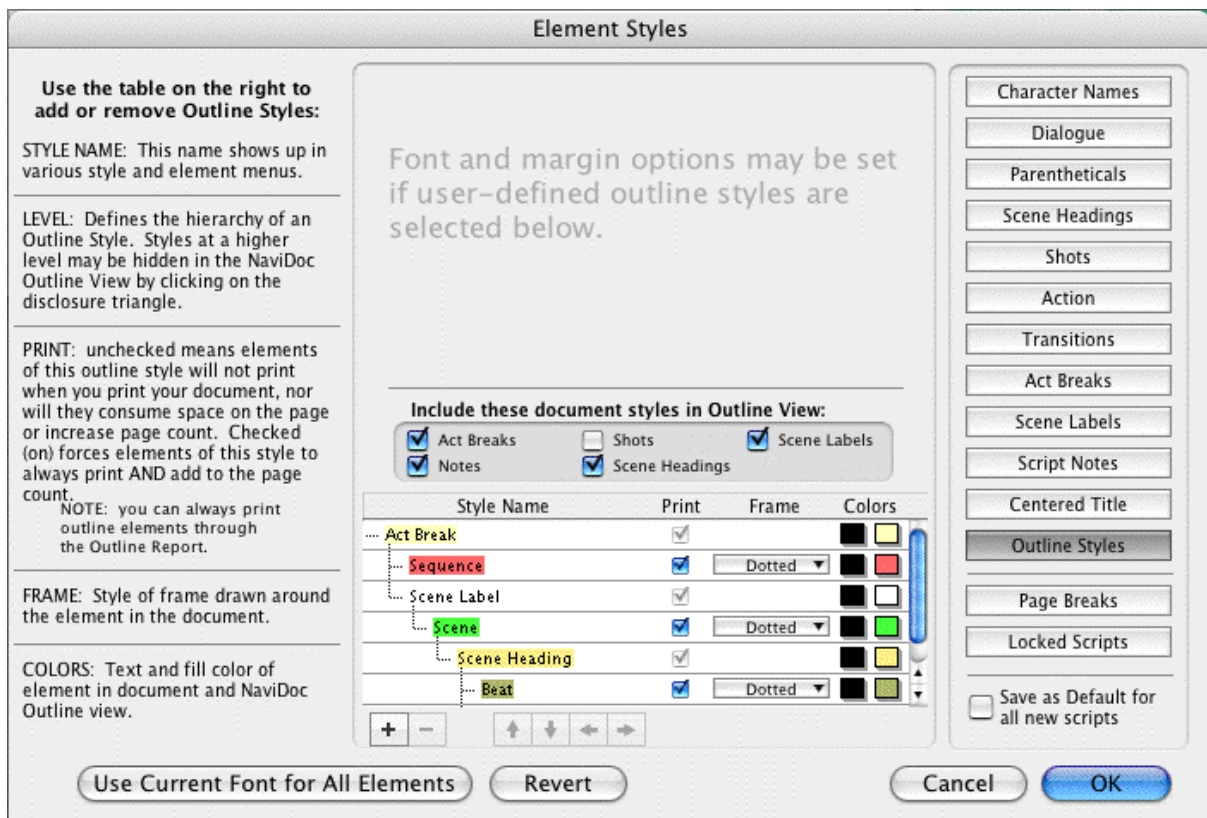 Element Styles
Use the table on the right to
add or remove Outline Styles:
STYLE NAME: This name shows up in
various style and element menus.
LEVEL: Defines the hierarchy of an
Outline Style. Styles at a higher
level may be hidden in the NaviDoc
Outline View by clicking on the
disclosure triangle.
PRINT: unchecked means elements
of this outline style will not print
when you print your document, nor
will they consume space on the page
or increase page count. Checked
(on) forces elements of this style to
always print AND add to the page
count.
NOTE: you can always print
outline elements through
the Outline Report.
FRAME: Style of frame drawn around
the element in the document.
COLORS: Text and fill color of
element in document and NaviDoc
Outline view.
Font and margin options may be set
if user-defined outline styles are
selected below.
Include these document styles in Outline View:
Act Breaks Shots Scene Labels
Notes Scene Headings
Style Name Print Frame Colors
Act Break
Sequence Dotted
Scene Label
Scene Dotted
Scene Heading
Beat Dotted
Character Names
Dialogue
Parentheticals
Scene Headings
Shots
Action
Transitions
Act Breaks
Scene Labels
Script Notes
Centered Title
Outline Styles
Page Breaks
Locked Scripts
Save as Default for
all new scripts
Use Current Font for All Elements Revert Cancel OK